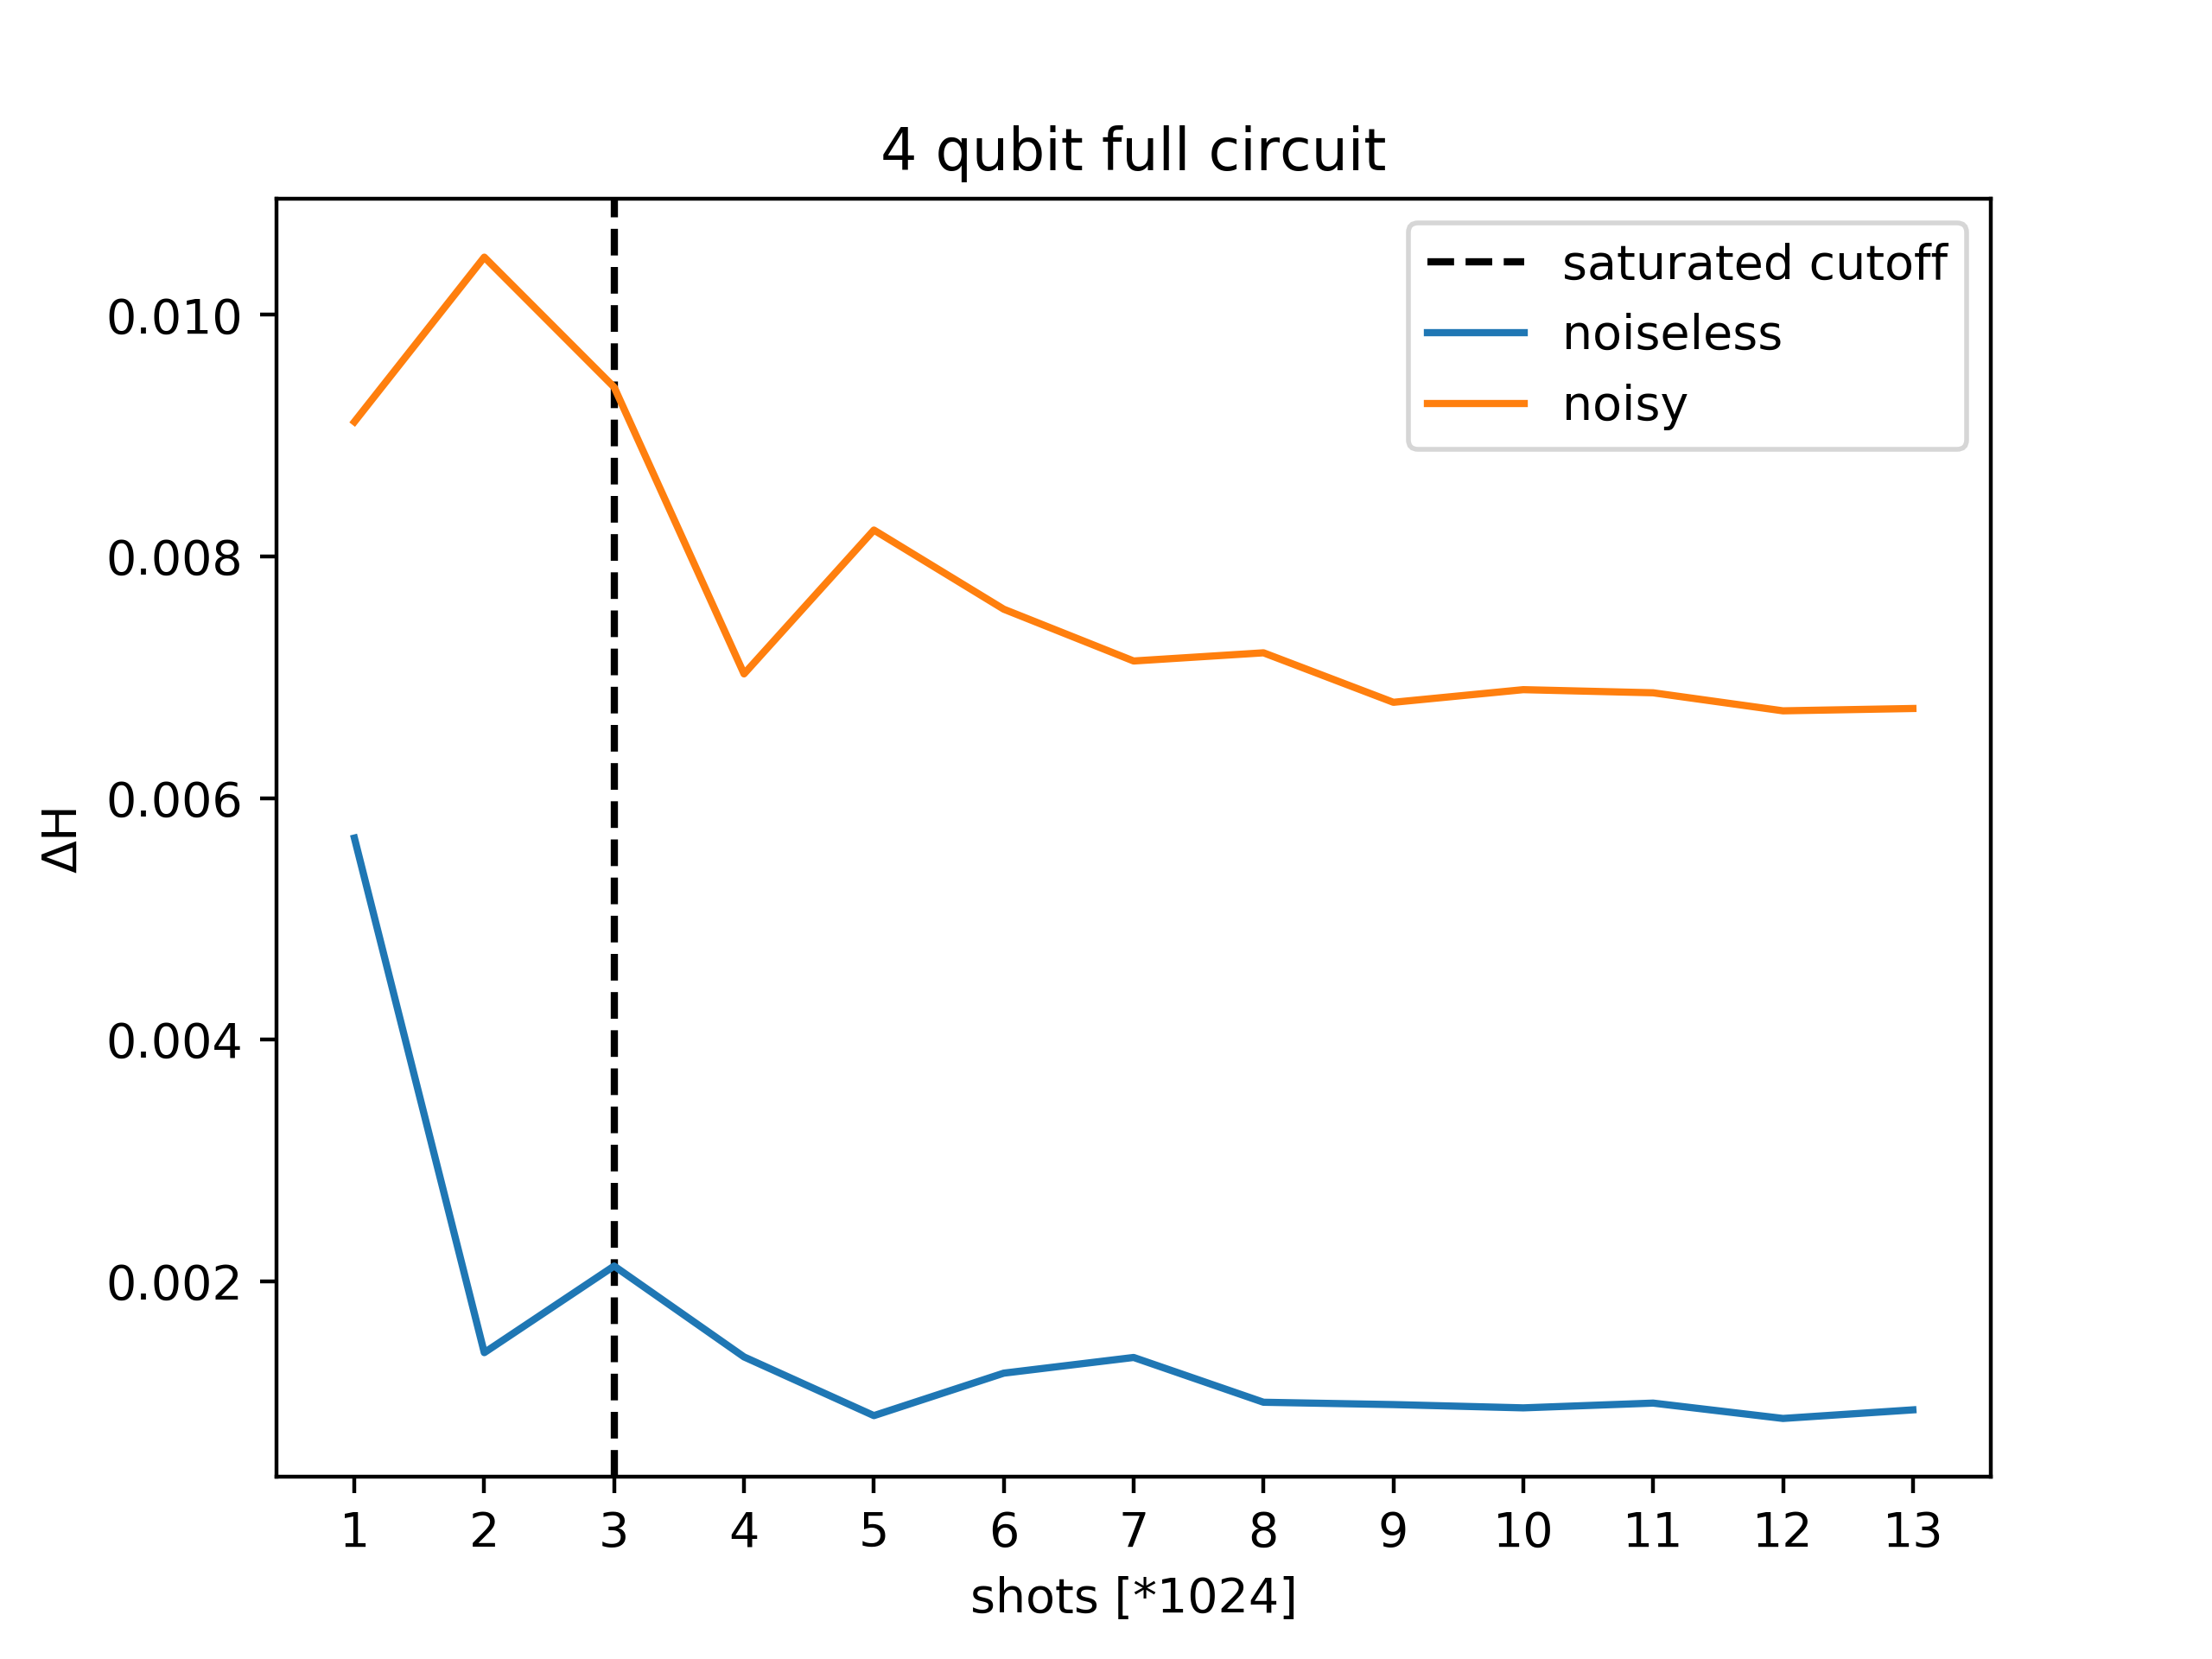 4 qubit full circuit
saturated cutoff
noiseless
noisy
0.010
0.008
0.006
0.004
0.002
ΔH
1 2 3 4 5 6 7 8 9 10 11 12 13
shots [*1024]